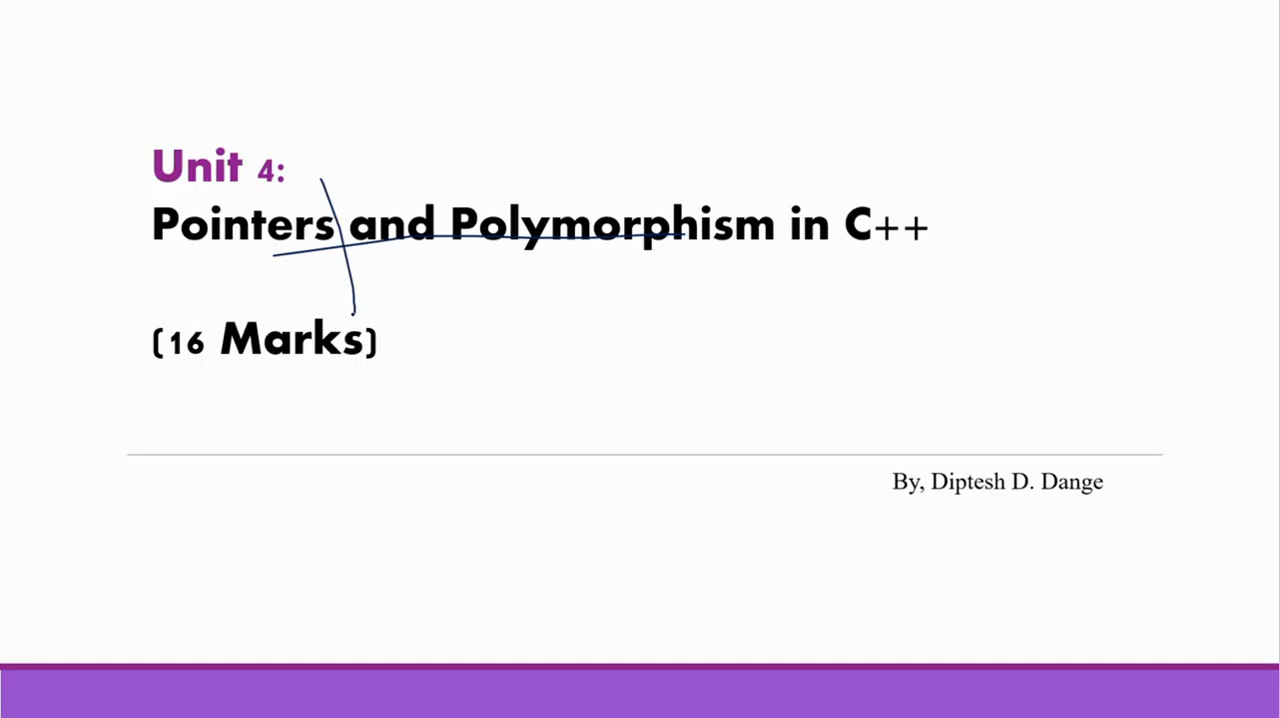 Unit 4:
Pointers and Polymorphism in C++
(16 Marks)
By, Diptesh D. Dange